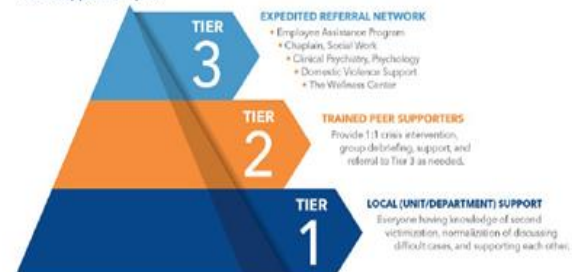 TIER
3
EXPEDITED REFERRAL NETWORK
• Employee Assistance Program
• Chaplain, Social Work
• Clinical Psychiatry, Psychology
• Domestic Violence Support
• The Wellness Center
TIER
2
TRAINED PEER SUPPORTERS
Provide 1:1 crisis intervention,
group debriefing, support, and
referral to Tier 3 as needed.
TIER
1
LOCAL (UNIT/DEPARTMENT) SUPPORT
Everyone having knowledge of second
victimization, normalization of discussing
difficult cases, and supporting each other.